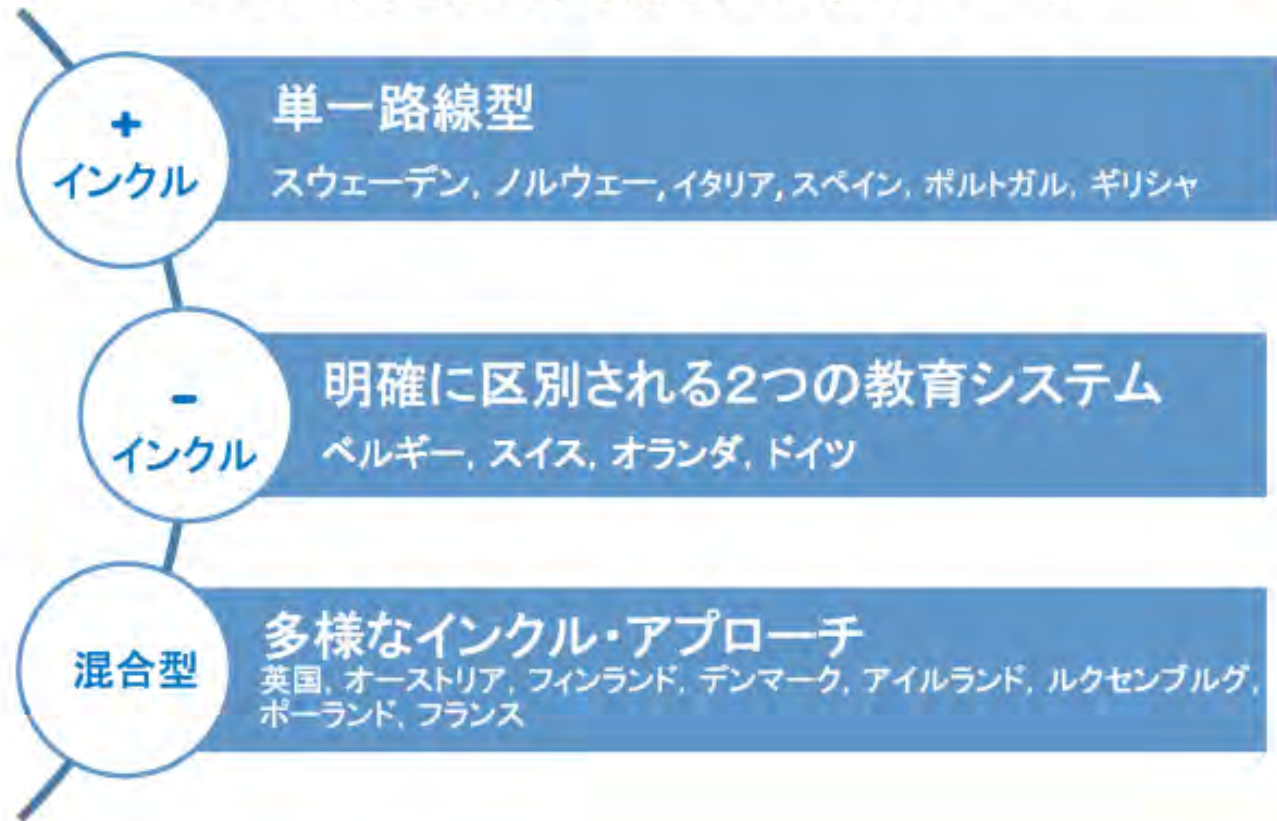 +
インクル
単一路線型
スウェーデン, ノルウェー, イタリア, スペイン, ポルトガル, ギリシャ
-
インクル
明確に区別される2つの教育システム
ベルギー, スイス, オランダ, ドイツ
混合型
多様なインクル・アプローチ
英国, オーストリア, フィンランド, デンマーク, アイルランド, ルクセンブルグ,
ポーランド, フランス